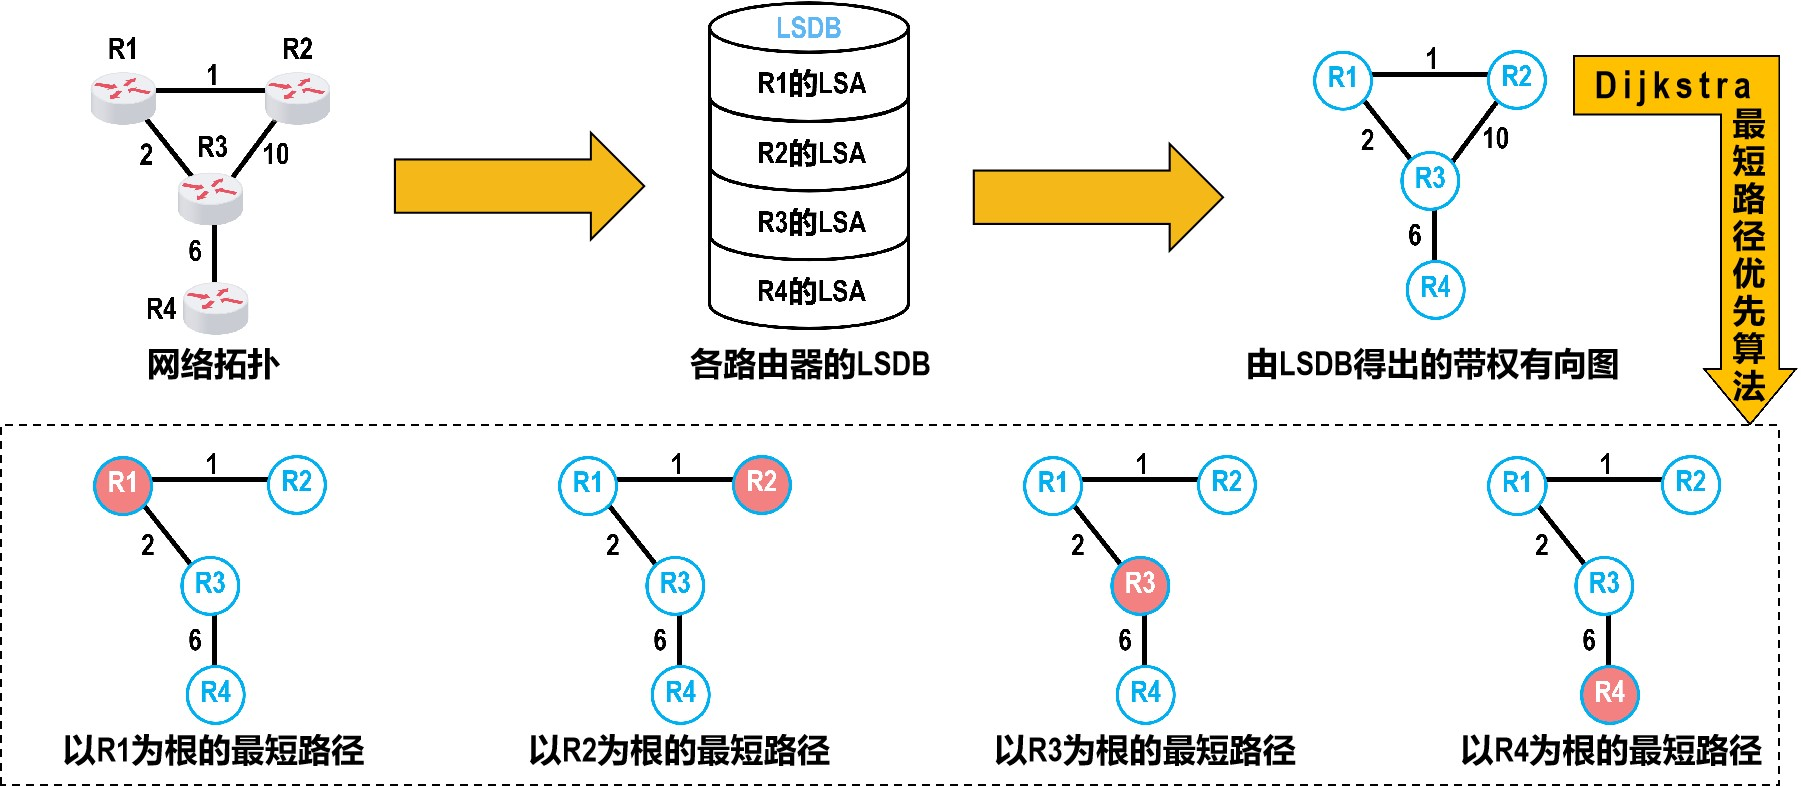 R1
R2
1
R3
2
10
6
R4
网络拓扑
LSDB
R1的LSA
R2的LSA
R3的LSA
R4的LSA
各路由器的LSDB
R1
1
R2
2
10
R3
6
R4
由LSDB得出的带权有向图
Dijkstra
最短路径优先算法
R1
1
R2
2
R3
6
R4
以R1为根的最短路径
R1
1
R2
2
R3
6
R4
以R2为根的最短路径
R1
1
R2
2
R3
6
R4
以R3为根的最短路径
R1
1
R2
2
R3
6
R4
以R4为根的最短路径